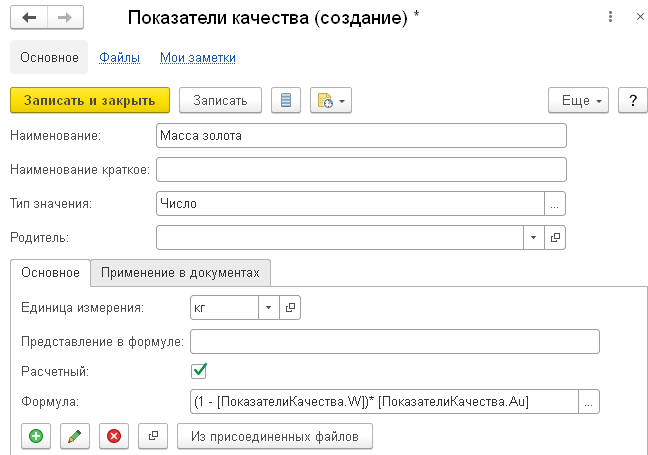 Показатели качества (создание) *
Основное Файлы Мои заметки
Записать и закрыть Записать Еще ?
Наименование: Масса золота
Наименование краткое:
Тип значения: Число ...
Родитель:
Основное Применение в документах
Единица измерения: кг
Представление в формуле:
Расчетный:
Формула: (1 - [ПоказателиКачества.W])* [ПоказателиКачества.Au] ...
Из присоединенных файлов